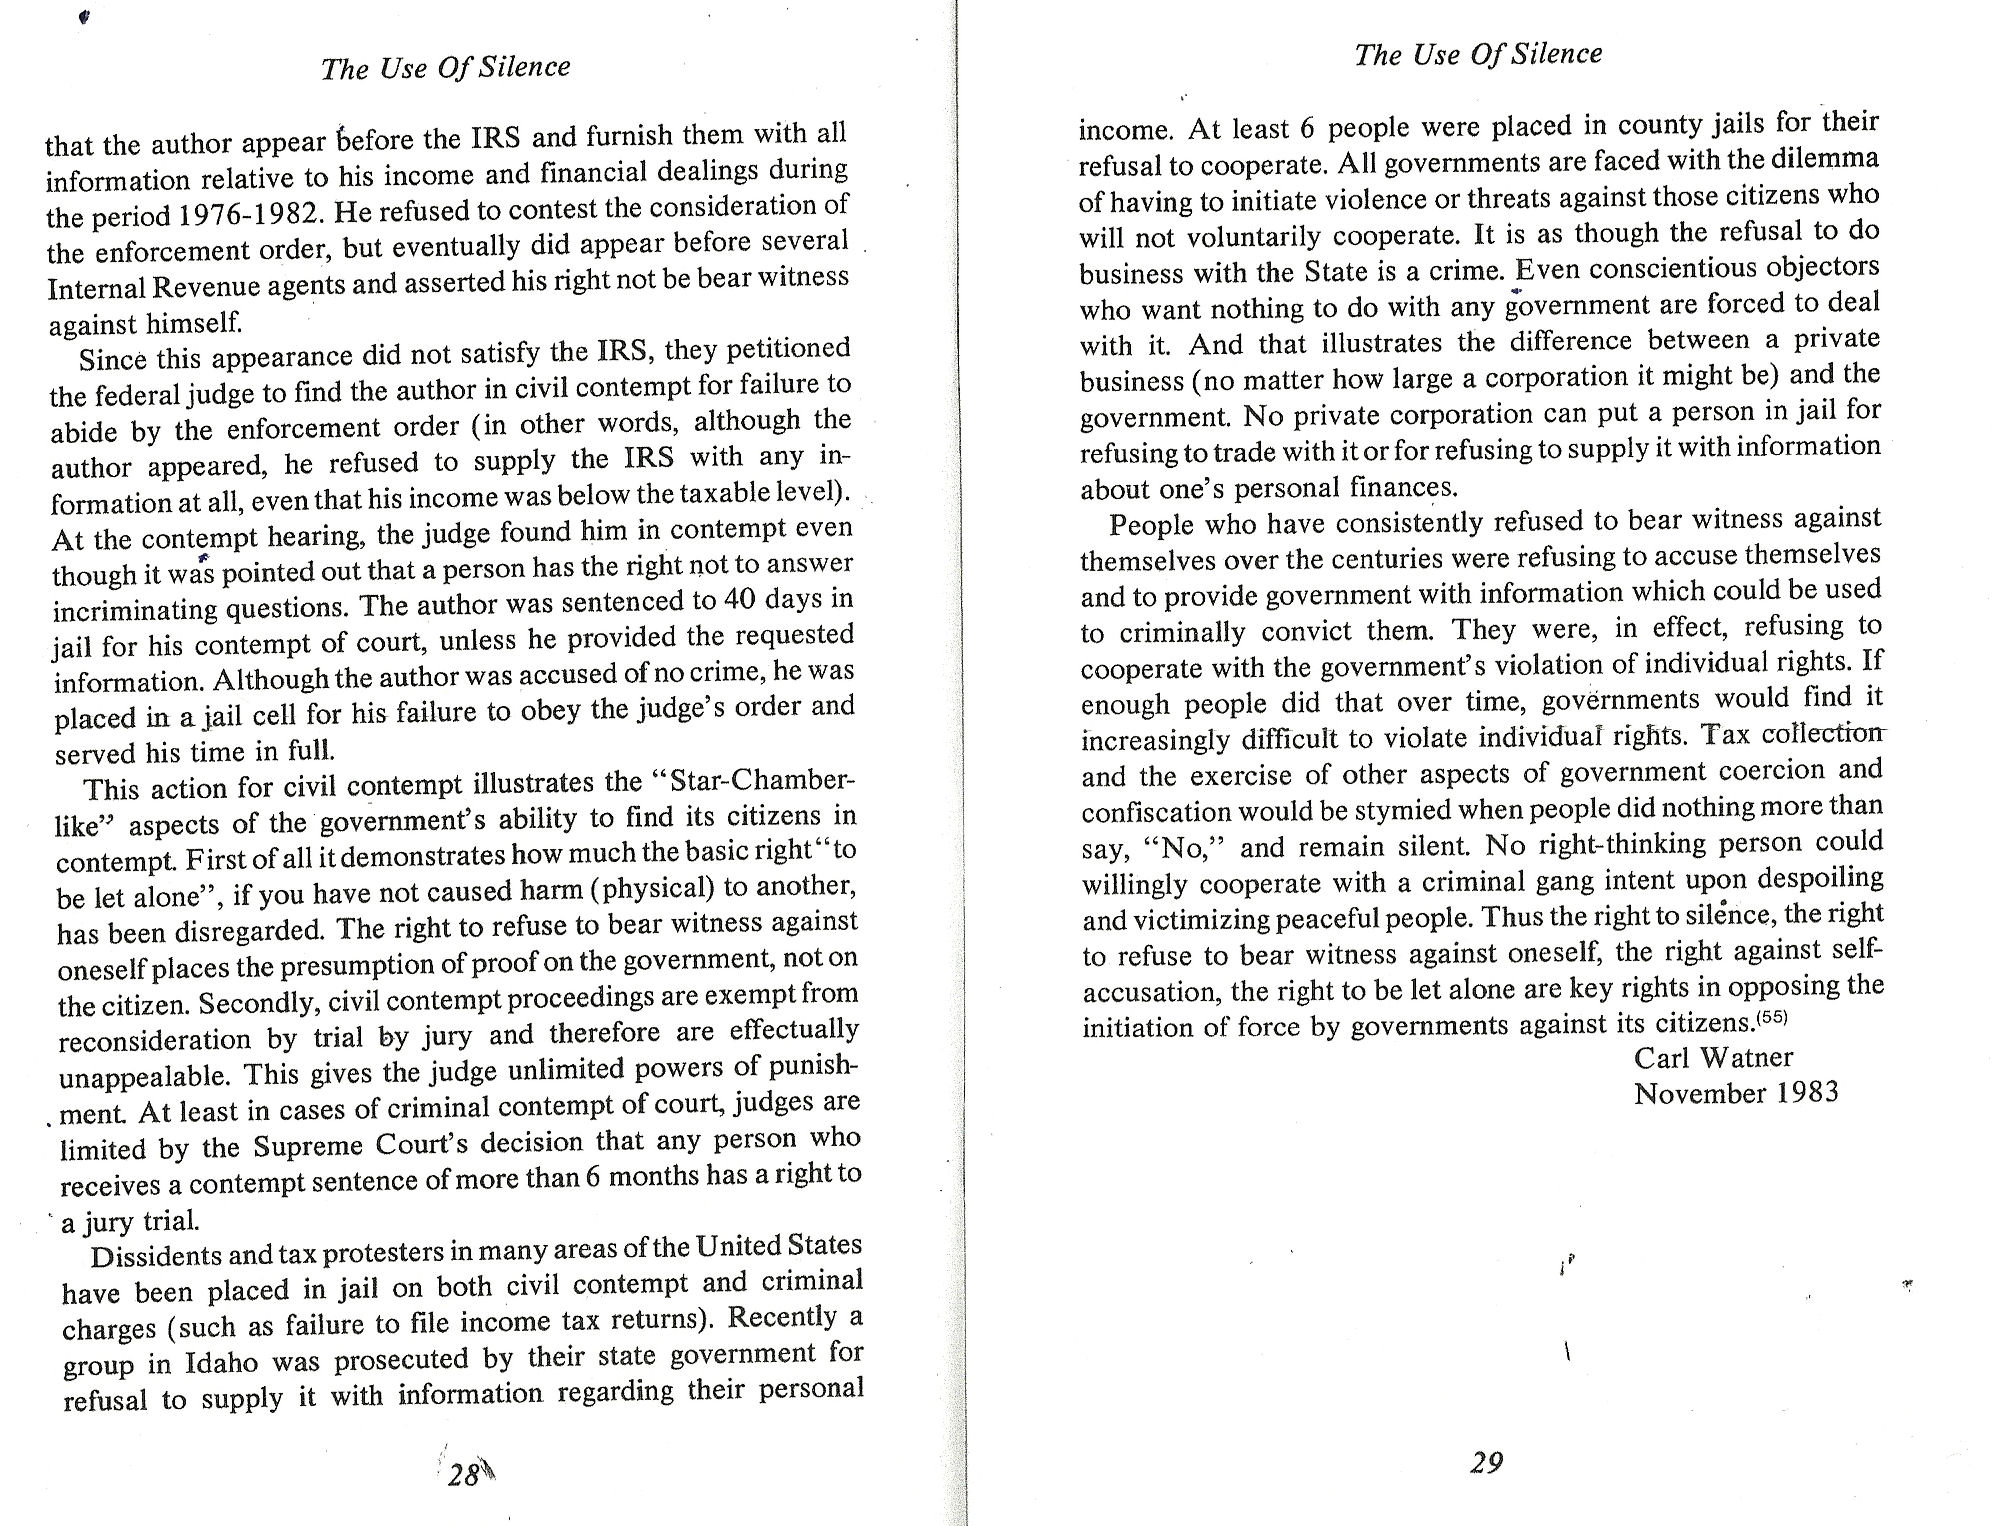 The Use Of Silence
that the author appear before the IRS and furnish them with all
information relative to his income and financial dealings during
the period 1976-1982. He refused to contest the consideration of
the enforcement order, but eventually did appear before several
Internal Revenue agents and asserted his right not be bear witness
against himself.
Since this appearance did not satisfy the IRS, they petitioned
the federal judge to find the author in civil contempt for failure to
abide by the enforcement order (in other words, although the
author appeared, he refused to supply the IRS with any in-
formation at all, even that his income was below the taxable level).
At the contempt hearing, the judge found him in contempt even
though it was pointed out that a person has the right not to answer
incriminating questions. The author was sentenced to 40 days in
jail for his contempt of court, unless he provided the requested
information. Although the author was accused of no crime, he was
placed in a jail cell for his failure to obey the judge's order and
served his time in full.
This action for civil contempt illustrates the "Star-Chamber-
like" aspects of the government's ability to find its citizens in
contempt. First of all it demonstrates how much the basic right "to
be let alone", if you have not caused harm (physical) to another,
has been disregarded. The right to refuse to bear witness against
oneself places the presumption of proof on the government, not on
the citizen. Secondly, civil contempt proceedings are exempt from
reconsideration by trial by jury and therefore are effectually
unappealable. This gives the judge unlimited powers of punish-
ment. At least in cases of criminal contempt of court, judges are
limited by the Supreme Court's decision that any person who
receives a contempt sentence of more than 6 months has a right to
a jury trial.
Dissidents and tax protesters in many areas of the United States
have been placed in jail on both civil contempt and criminal
charges (such as failure to file income tax returns). Recently a
group in Idaho was prosecuted by their state government for
refusal to supply it with information regarding their personal
28
The Use Of Silence
income. At least 6 people were placed in county jails for their
refusal to cooperate. All governments are faced with the dilemma
of having to initiate violence or threats against those citizens who
will not voluntarily cooperate. It is as though the refusal to do
business with the State is a crime. Even conscientious objectors
who want nothing to do with any government are forced to deal
with it. And that illustrates the difference between a private
business (no matter how large a corporation it might be) and the
government. No private corporation can put a person in jail for
refusing to trade with it or for refusing to supply it with information
about one's personal finances.
People who have consistently refused to bear witness against
themselves over the centuries were refusing to accuse themselves
and to provide government with information which could be used
to criminally convict them. They were, in effect, refusing to
cooperate with the government's violation of individual rights. If
enough people did that over time, governments would find it
increasingly difficult to violate individual rights. Tax collection
and the exercise of other aspects of government coercion and
confiscation would be stymied when people did nothing more than
say, "No," and remain silent. No right-thinking person could
willingly cooperate with a criminal gang intent upon despoiling
and victimizing peaceful people. Thus the right to silence, the right
to refuse to bear witness against oneself, the right against self-
accusation, the right to be let alone are key rights in opposing the
initiation of force by governments against its citizens.(55)
Carl Watner
November 1983
29